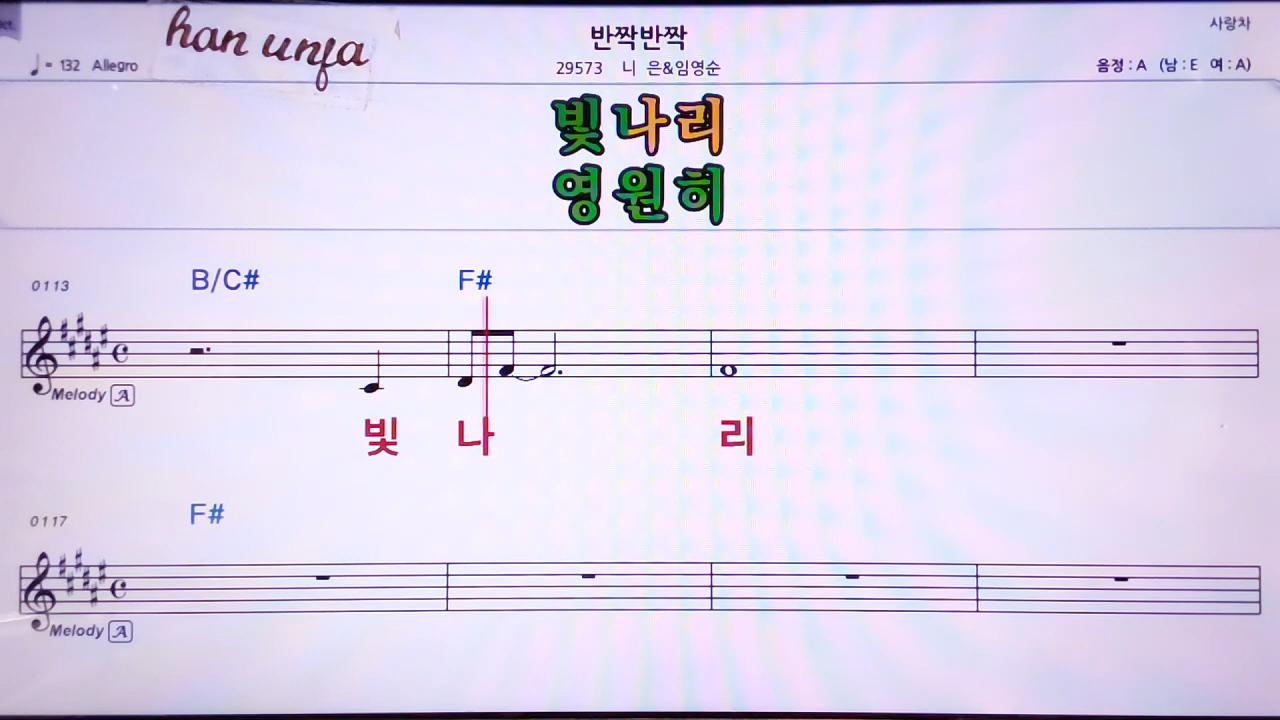 han unfa
반짝반짝
사랑차
♩= 132 Allegro
29573 니 은&임영순
음정 : A (남 : E 여 : A)
빛나리
영원히
0113
B/C# F#
Melody A
빛 나 리
0117
F#
Melody A